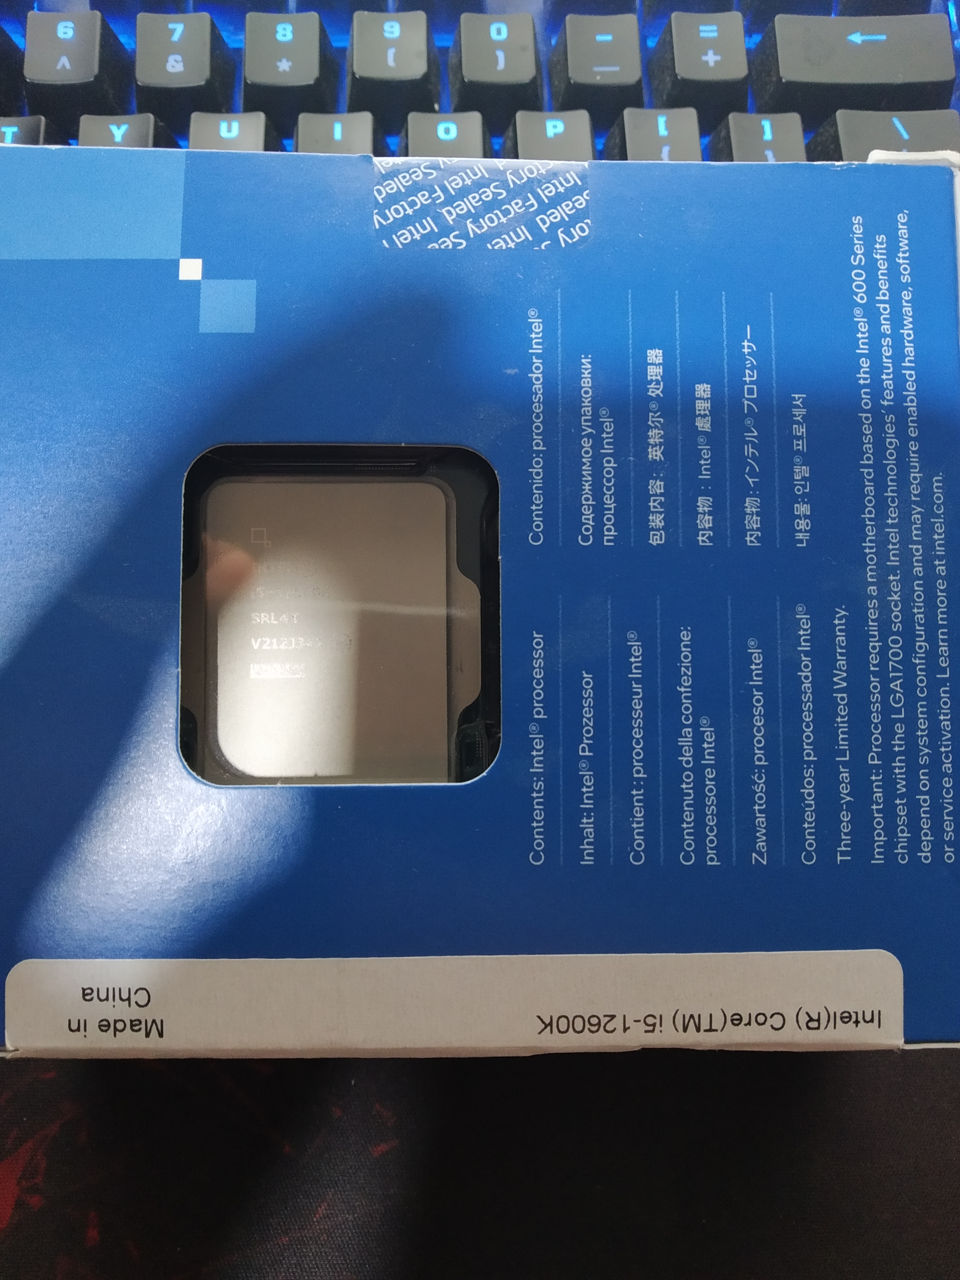 6 7 8 9 0 - =
^ & * ( ) _ +
T Y U I O P [ ] \
Intel Factory Sealed
Contents: Intel® processor
Inhalt: Intel® Prozessor
Contient : processeur Intel®
Contenuto della confezione:
processore Intel®
Zawartość: procesor Intel®
Conteúdos: processador Intel®
Contenido: procesador Intel®
Содержимое упаковки:
процессор Intel®
包装内容：英特尔® 处理器
內容物：Intel® 處理器
内容物 : インテル® プロセッサー
내용물: 인텔® 프로세서
Three-year Limited Warranty.
Important: Processor requires a motherboard based on the Intel® 600 Series
chipset with the LGA1700 socket. Intel technologies' features and benefits
depend on system configuration and may require enabled hardware, software,
or service activation. Learn more at intel.com.
Intel(R) Core(TM) i5-12600K
Made in
China